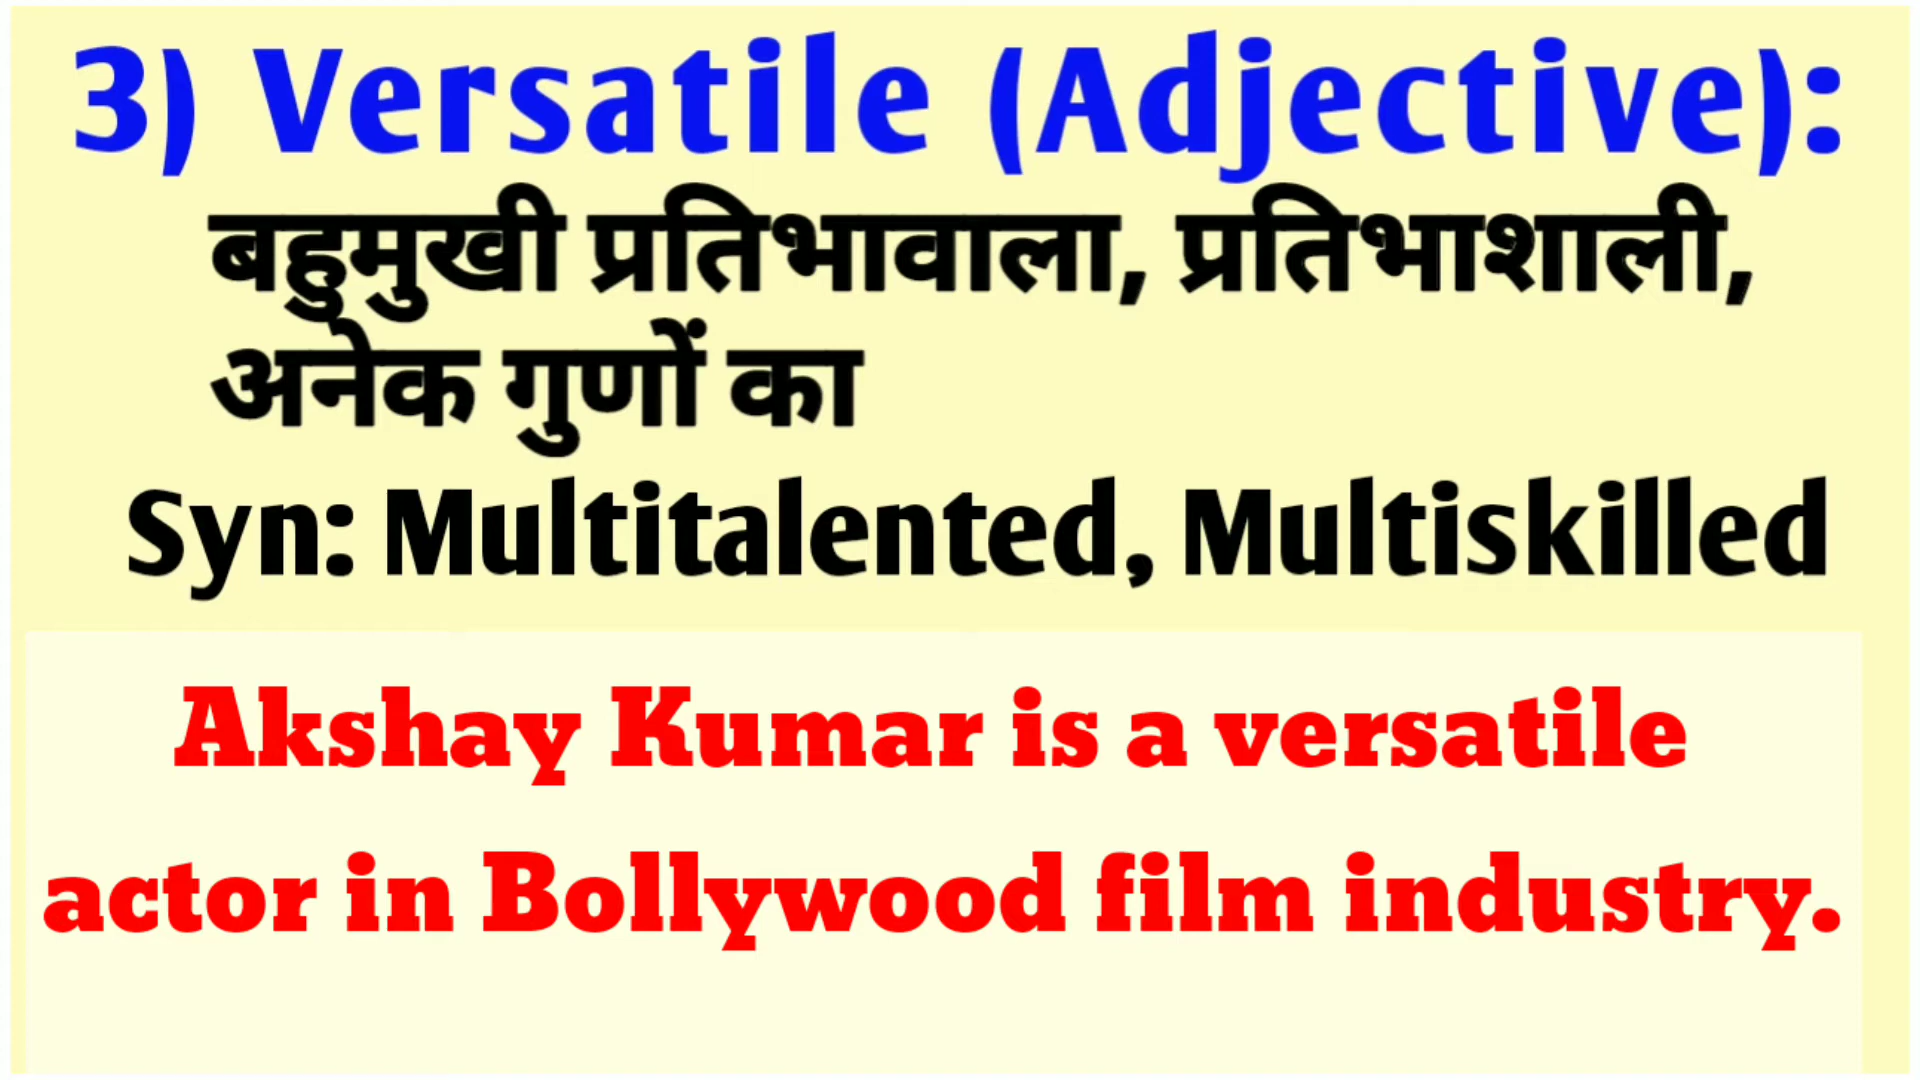 3) Versatile (Adjective):
बहुमुखी प्रतिभावाला, प्रतिभाशाली,
अनेक गुणों का
Syn: Multitalented, Multiskilled
Akshay Kumar is a versatile
actor in Bollywood film industry.